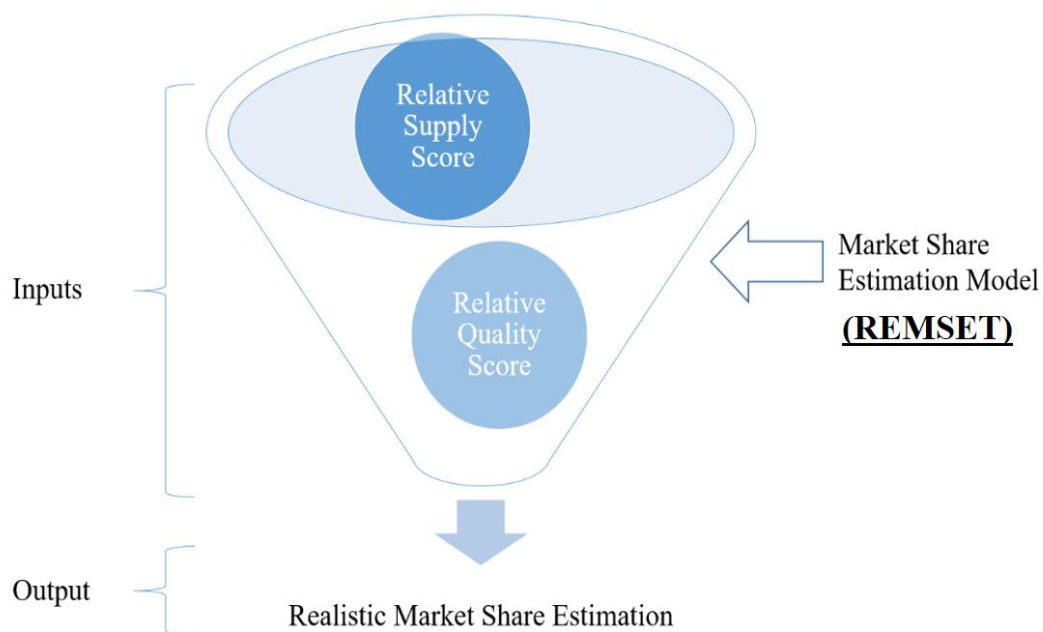 Relative
Supply
Score
Inputs
Relative
Quality
Score
Market Share
Estimation Model
(REMSET)
Output
Realistic Market Share Estimation